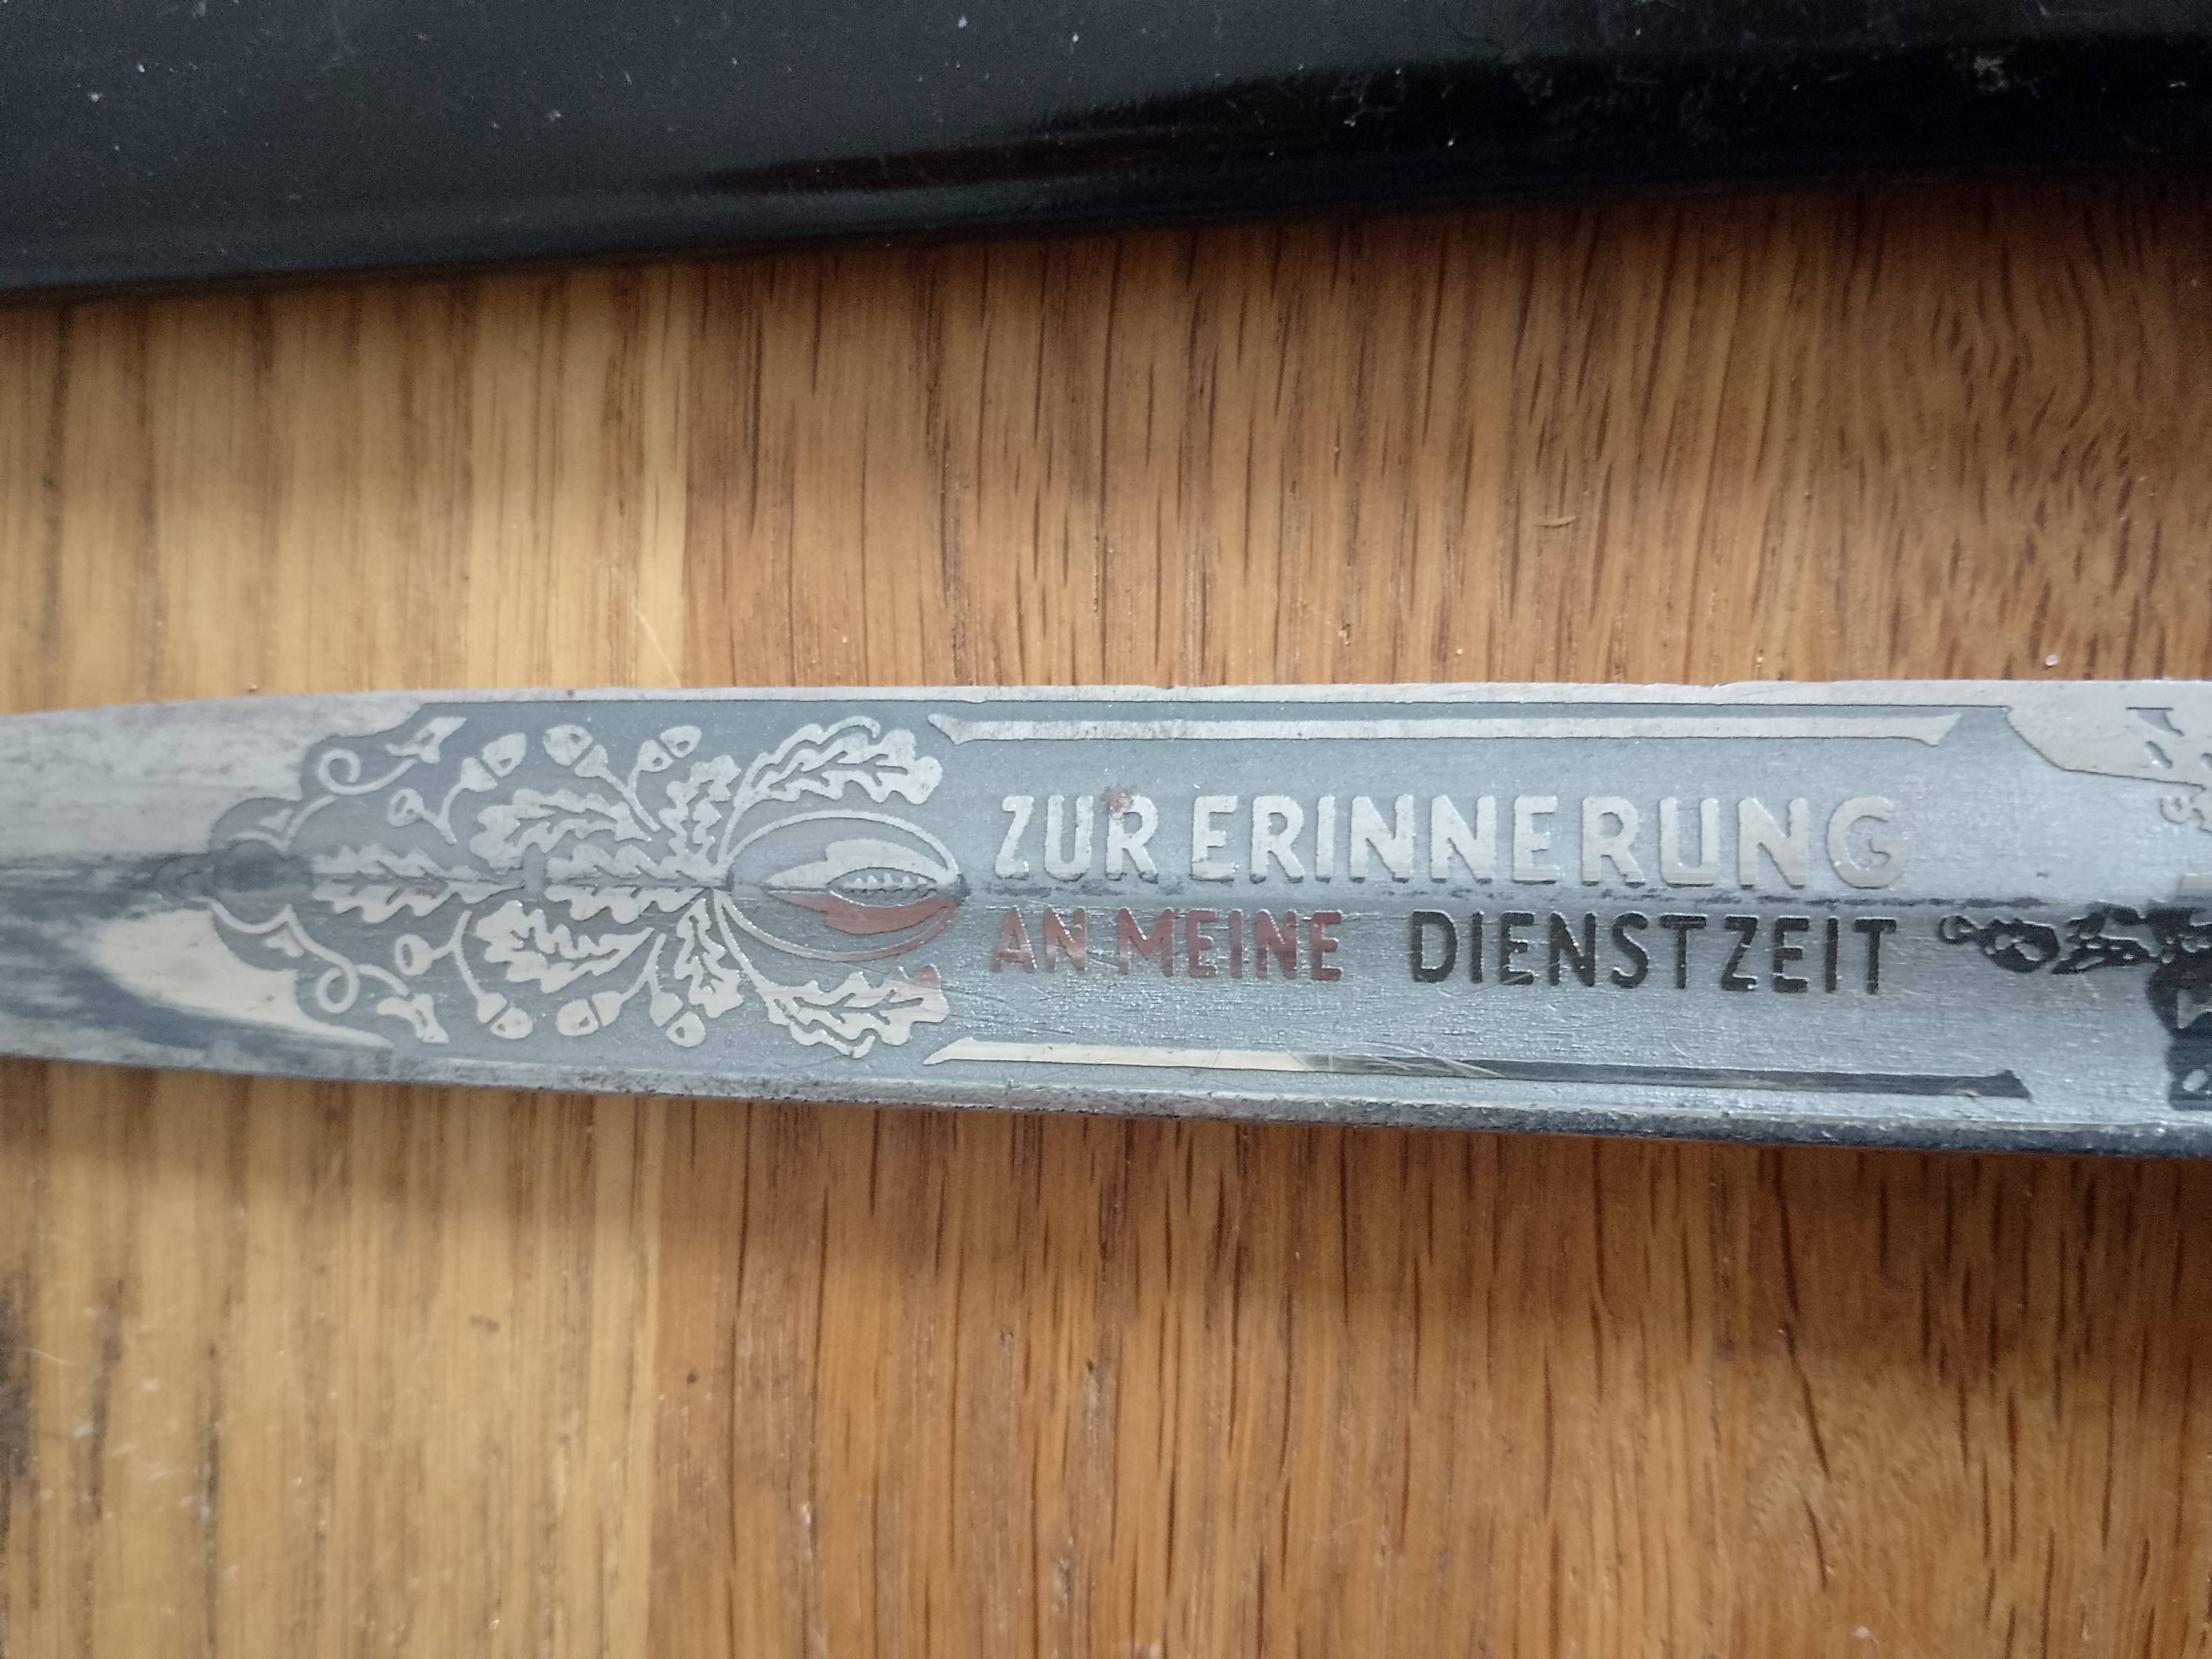 ZUR ERINNERUNG
AN MEINE DIENSTZEIT